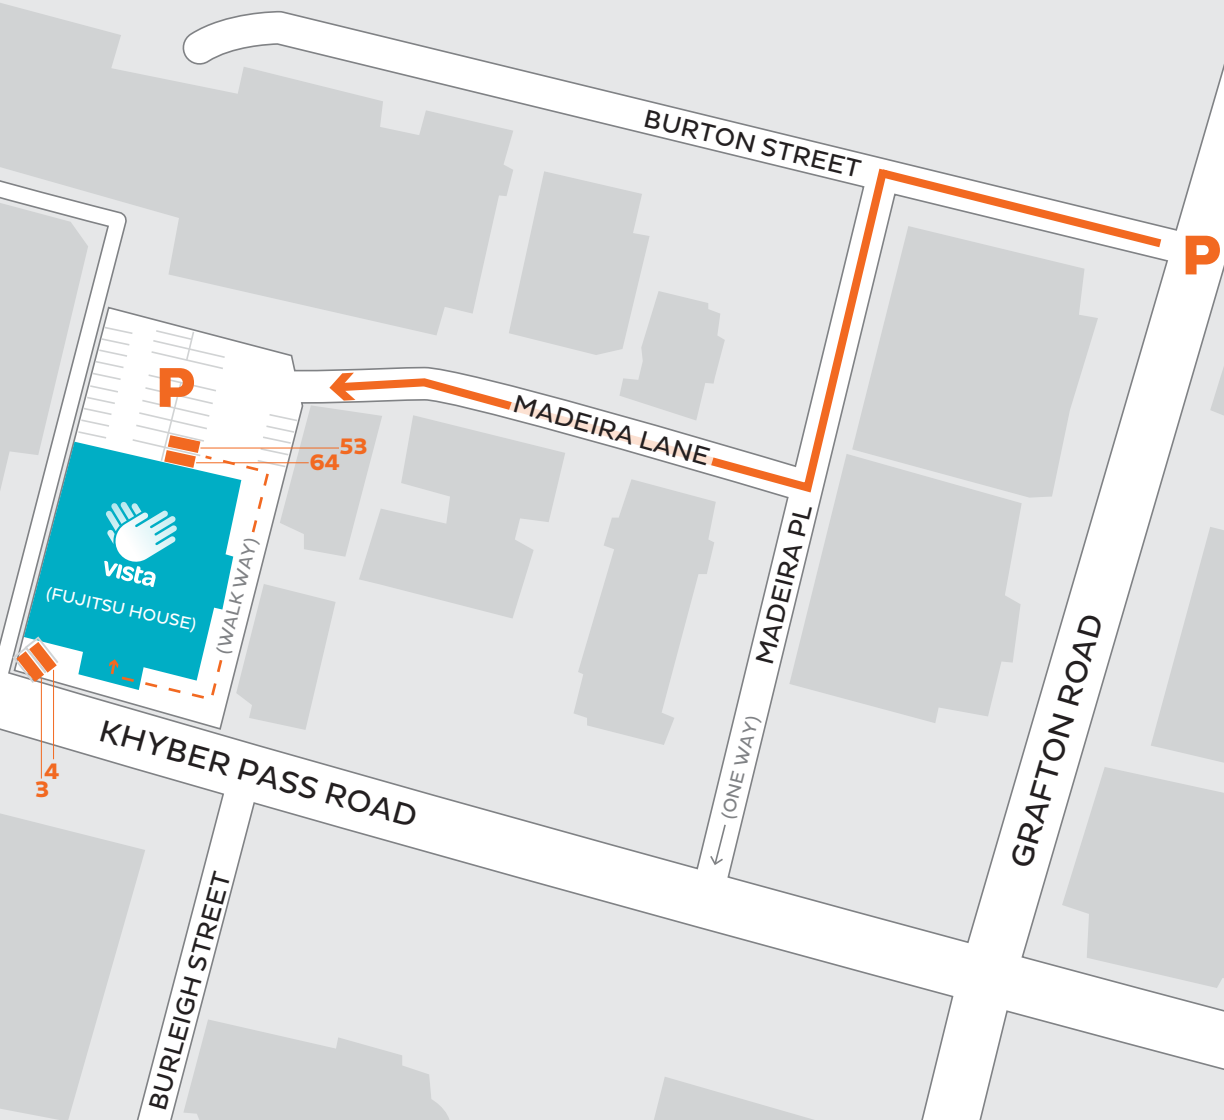 BURTON STREET
P
P
MADEIRA LANE
53
64
MADEIRA PL
(WALK WAY)
vista
(FUJITSU HOUSE)
GRAFTON ROAD
KHYBER PASS ROAD
(ONE WAY)
4
3
BURLEIGH STREET